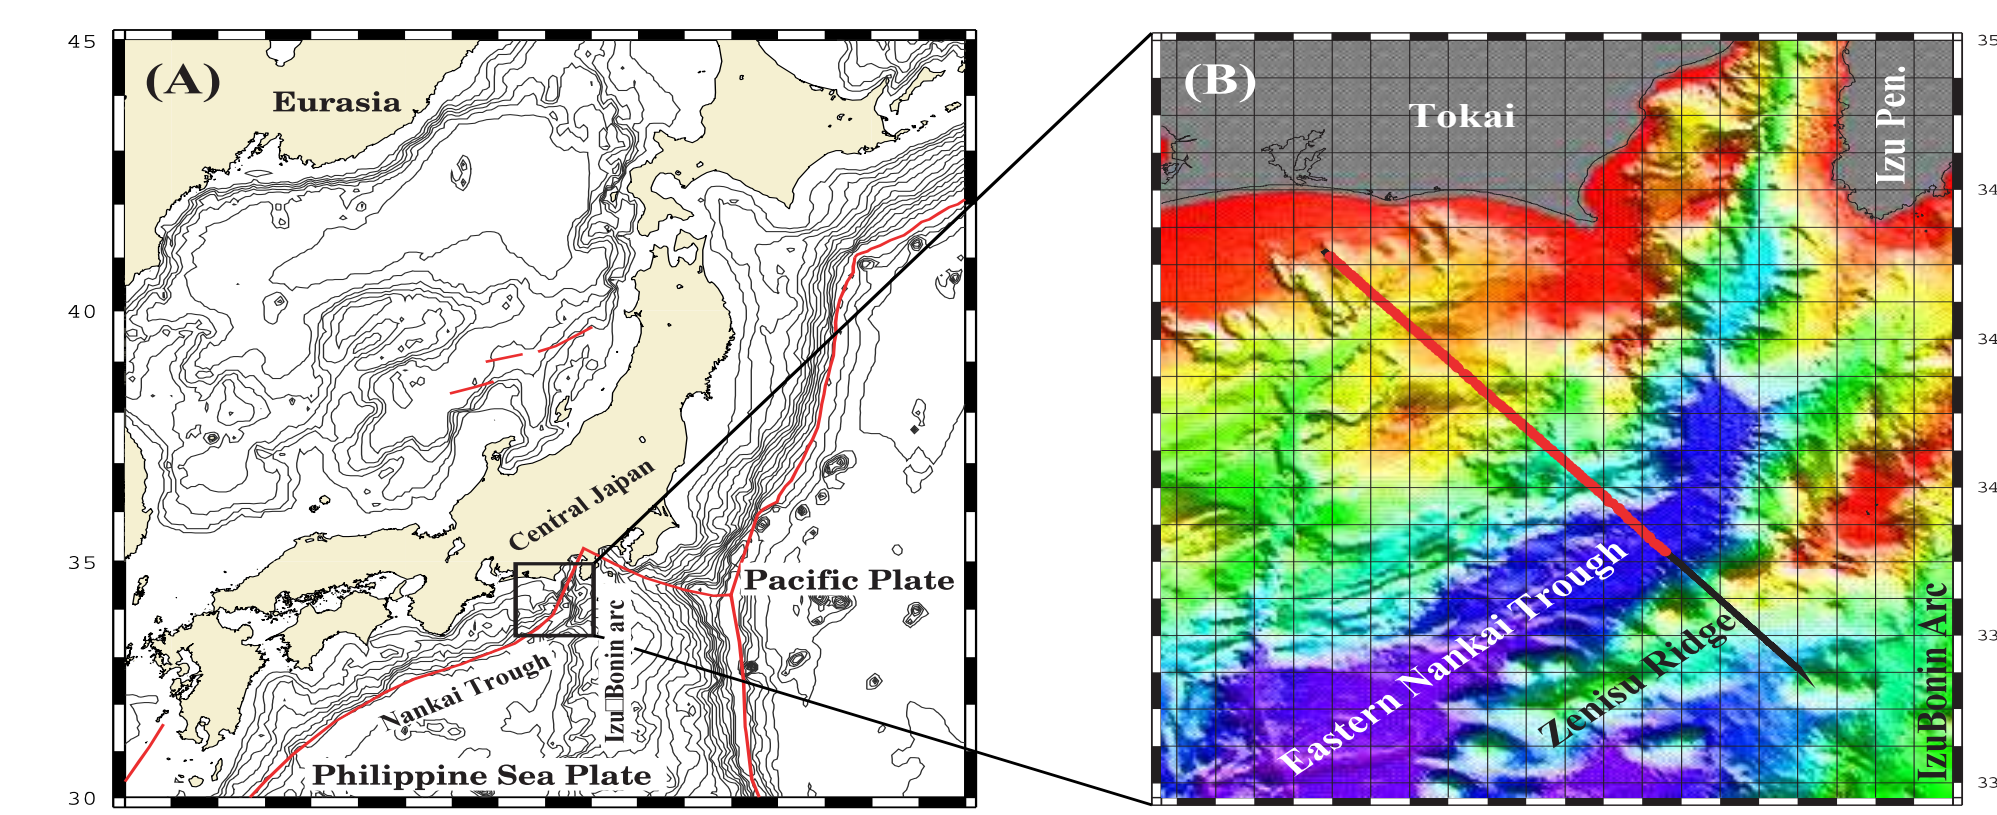 45
(A)
Eurasia
40
Central Japan
35
Pacific Plate
Izu□Bonin arc
Nankai Trough
Philippine Sea Plate
30
(B)
Tokai
Izu Pen.
35
34
34
34
33
33
Eastern Nankai Trough
Zenisu Ridge
IzuBonin Arc